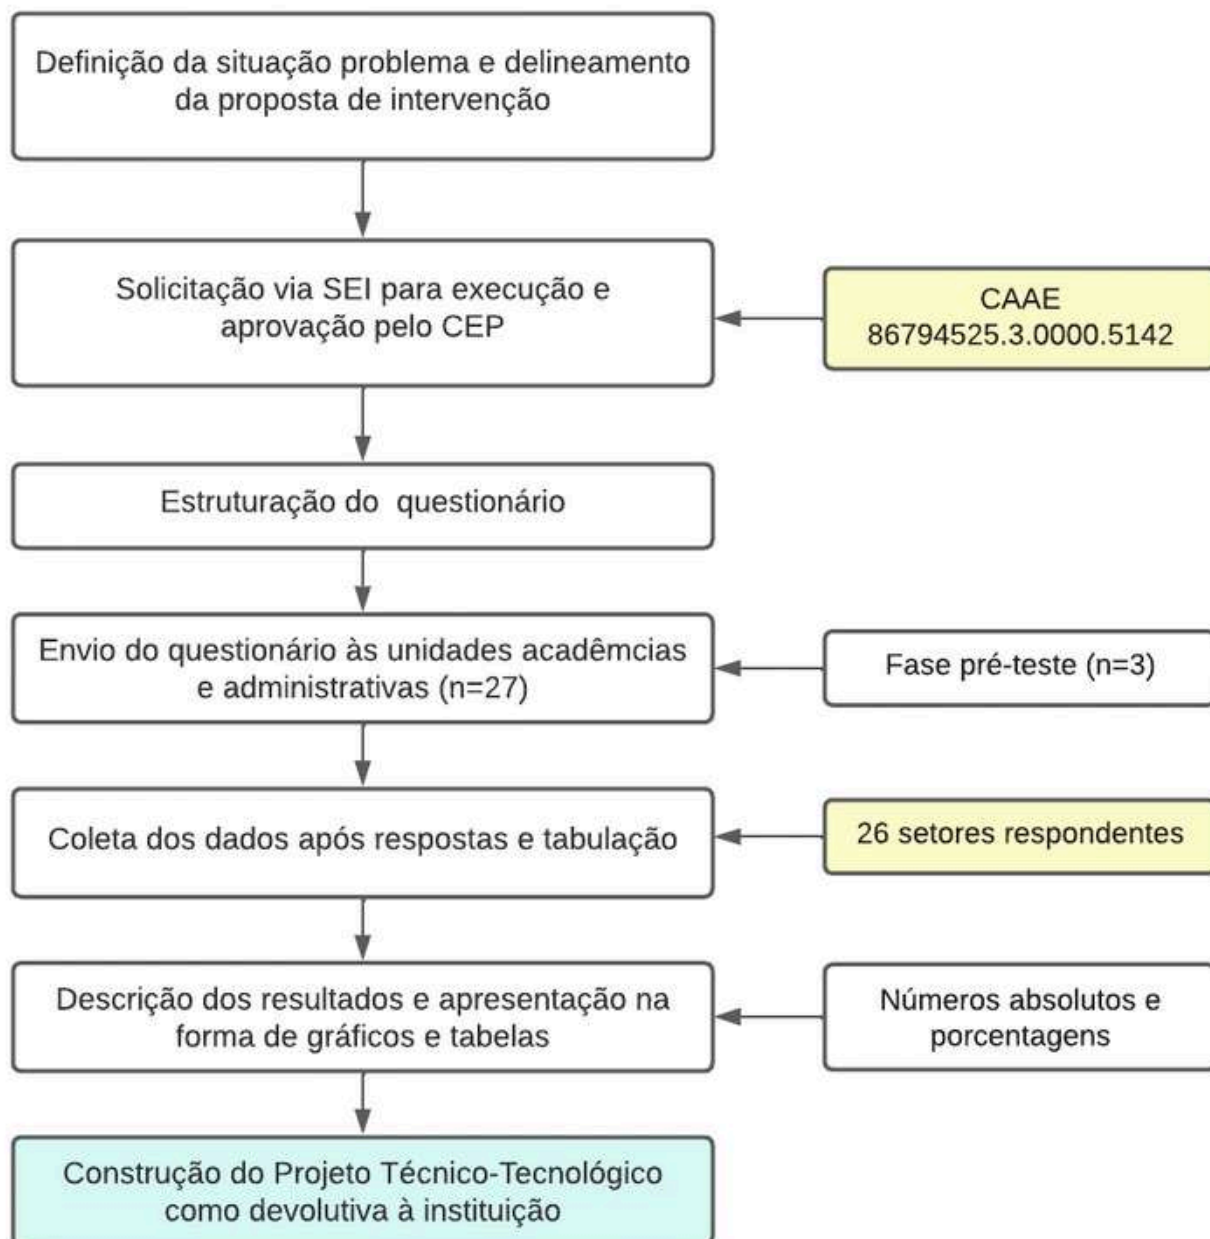 Definição da situação problema e delineamento
da proposta de intervenção
Solicitação via SEI para execução e
aprovação pelo CEP
CAAE
86794525.3.0000.5142
Estruturação do  questionário
Envio do questionário às unidades acadêmcias
e administrativas (n=27)
Fase pré-teste (n=3)
Coleta dos dados após respostas e tabulação
26 setores respondentes
Descrição dos resultados e apresentação na
forma de gráficos e tabelas
Números absolutos e
porcentagens
Construção do Projeto Técnico-Tecnológico
como devolutiva à instituição